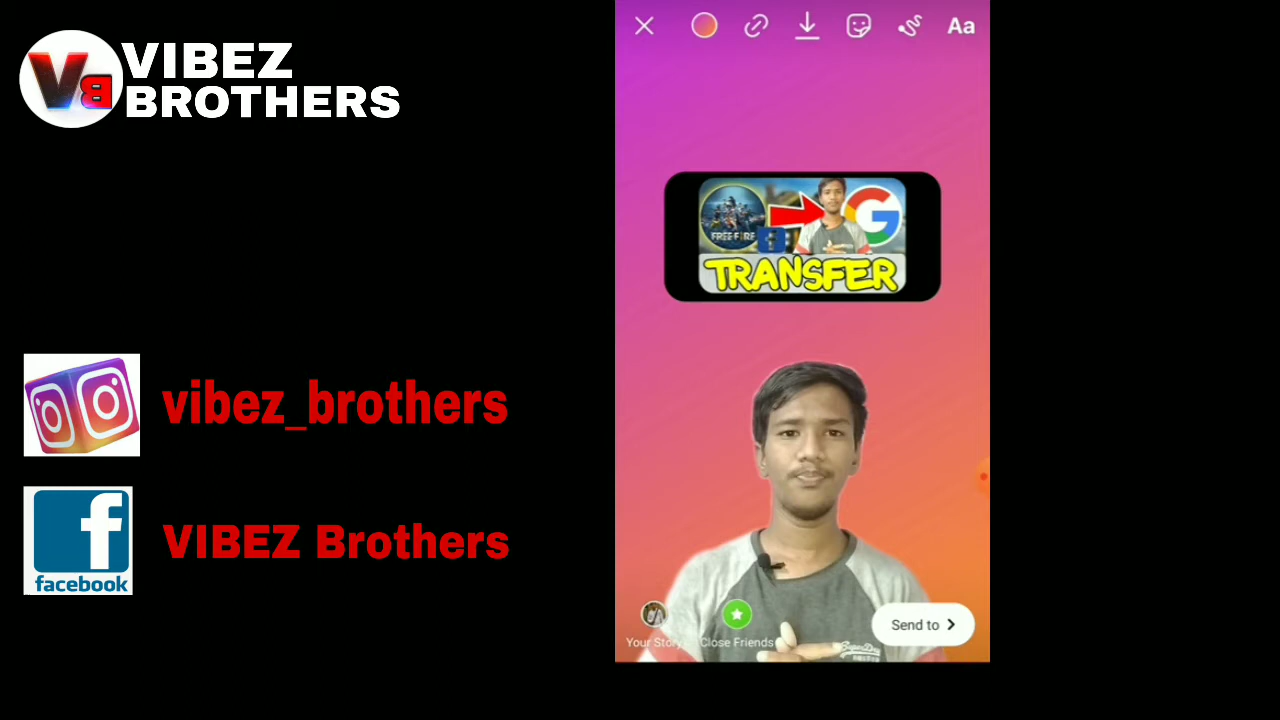 VIBEZ
BROTHERS
Aa
FREE FIRE
TRANSFER
vibez_brothers
VIBEZ Brothers
facebook
Your Story
Close Friends
Send to